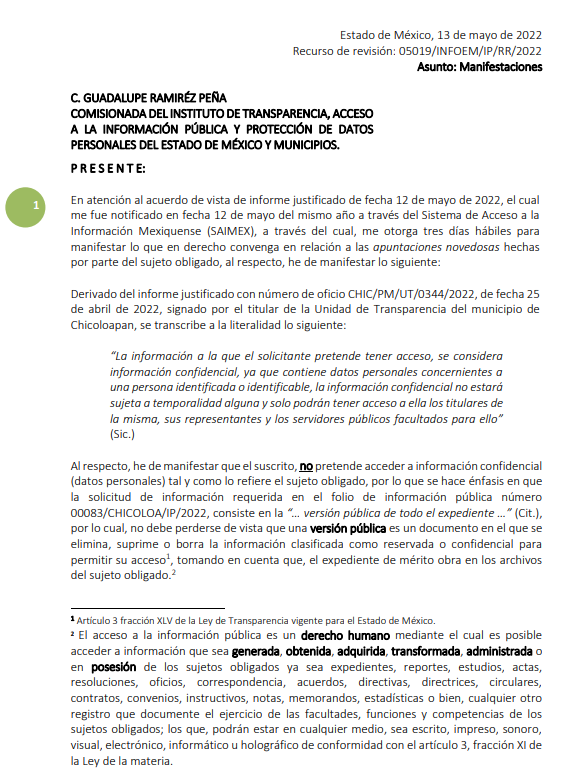 Estado de México, 13 de mayo de 2022
Recurso de revisión: 05019/INFOEM/IP/RR/2022
Asunto: Manifestaciones
C. GUADALUPE RAMIRÉZ PEÑA
COMISIONADA DEL INSTITUTO DE TRANSPARENCIA, ACCESO
A LA INFORMACIÓN PÚBLICA Y PROTECCIÓN DE DATOS
PERSONALES DEL ESTADO DE MÉXICO Y MUNICIPIOS.
P R E S E N T E:
1
En atención al acuerdo de vista de informe justificado de fecha 12 de mayo de 2022, el cual
me fue notificado en fecha 12 de mayo del mismo año a través del Sistema de Acceso a la
Información Mexiquense (SAIMEX), a través del cual, me otorga tres días hábiles para
manifestar lo que en derecho convenga en relación a las apuntaciones novedosas hechas
por parte del sujeto obligado, al respecto, he de manifestar lo siguiente:
Derivado del informe justificado con número de oficio CHIC/PM/UT/0344/2022, de fecha 25
de abril de 2022, signado por el titular de la Unidad de Transparencia del municipio de
Chicoloapan, se transcribe a la literalidad lo siguiente:
“La información a la que el solicitante pretende tener acceso, se considera
información confidencial, ya que contiene datos personales concernientes a
una persona identificada o identificable, la información confidencial no estará
sujeta a temporalidad alguna y solo podrán tener acceso a ella los titulares de
la misma, sus representantes y los servidores públicos facultados para ello”
(Sic.)
Al respecto, he de manifestar que el suscrito, no pretende acceder a información confidencial
(datos personales) tal y como lo refiere el sujeto obligado, por lo que se hace énfasis en que
la solicitud de información requerida en el folio de información pública número
00083/CHICOLOA/IP/2022, consiste en la “… versión pública de todo el expediente …” (Cit.),
por lo cual, no debe perderse de vista que una versión pública es un documento en el que se
elimina, suprime o borra la información clasificada como reservada o confidencial para
permitir su acceso1, tomando en cuenta que, el expediente de mérito obra en los archivos
del sujeto obligado.2
1 Artículo 3 fracción XLV de la Ley de Transparencia vigente para el Estado de México.
2 El acceso a la información pública es un derecho humano mediante el cual es posible
acceder a información que sea generada, obtenida, adquirida, transformada, administrada o
en posesión de los sujetos obligados ya sea expedientes, reportes, estudios, actas,
resoluciones, oficios, correspondencia, acuerdos, directivas, directrices, circulares,
contratos, convenios, instructivos, notas, memorandos, estadísticas o bien, cualquier otro
registro que documente el ejercicio de las facultades, funciones y competencias de los
sujetos obligados; los que, podrán estar en cualquier medio, sea escrito, impreso, sonoro,
visual, electrónico, informático u holográfico de conformidad con el artículo 3, fracción XI de
la Ley de la materia.